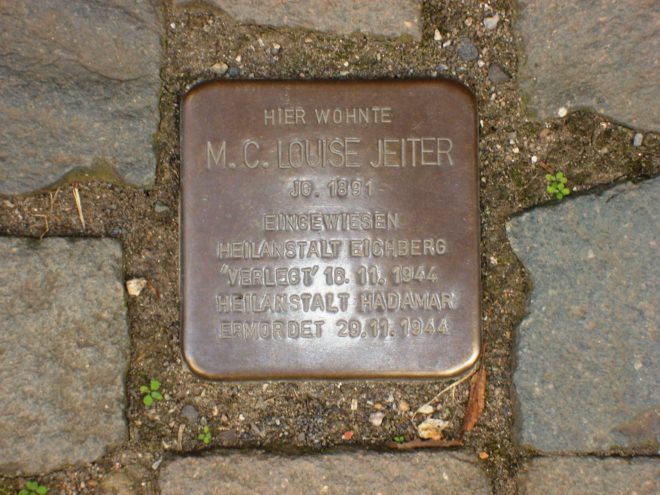 HIER WOHNTE
M. C. LOUISE JEITER
JG. 1891
EINGEWIESEN
HEILANSTALT EICHBERG
'VERLEGT' 16. 11. 1944
HEILANSTALT HADAMAR
ERMORDET 29. 11. 1944